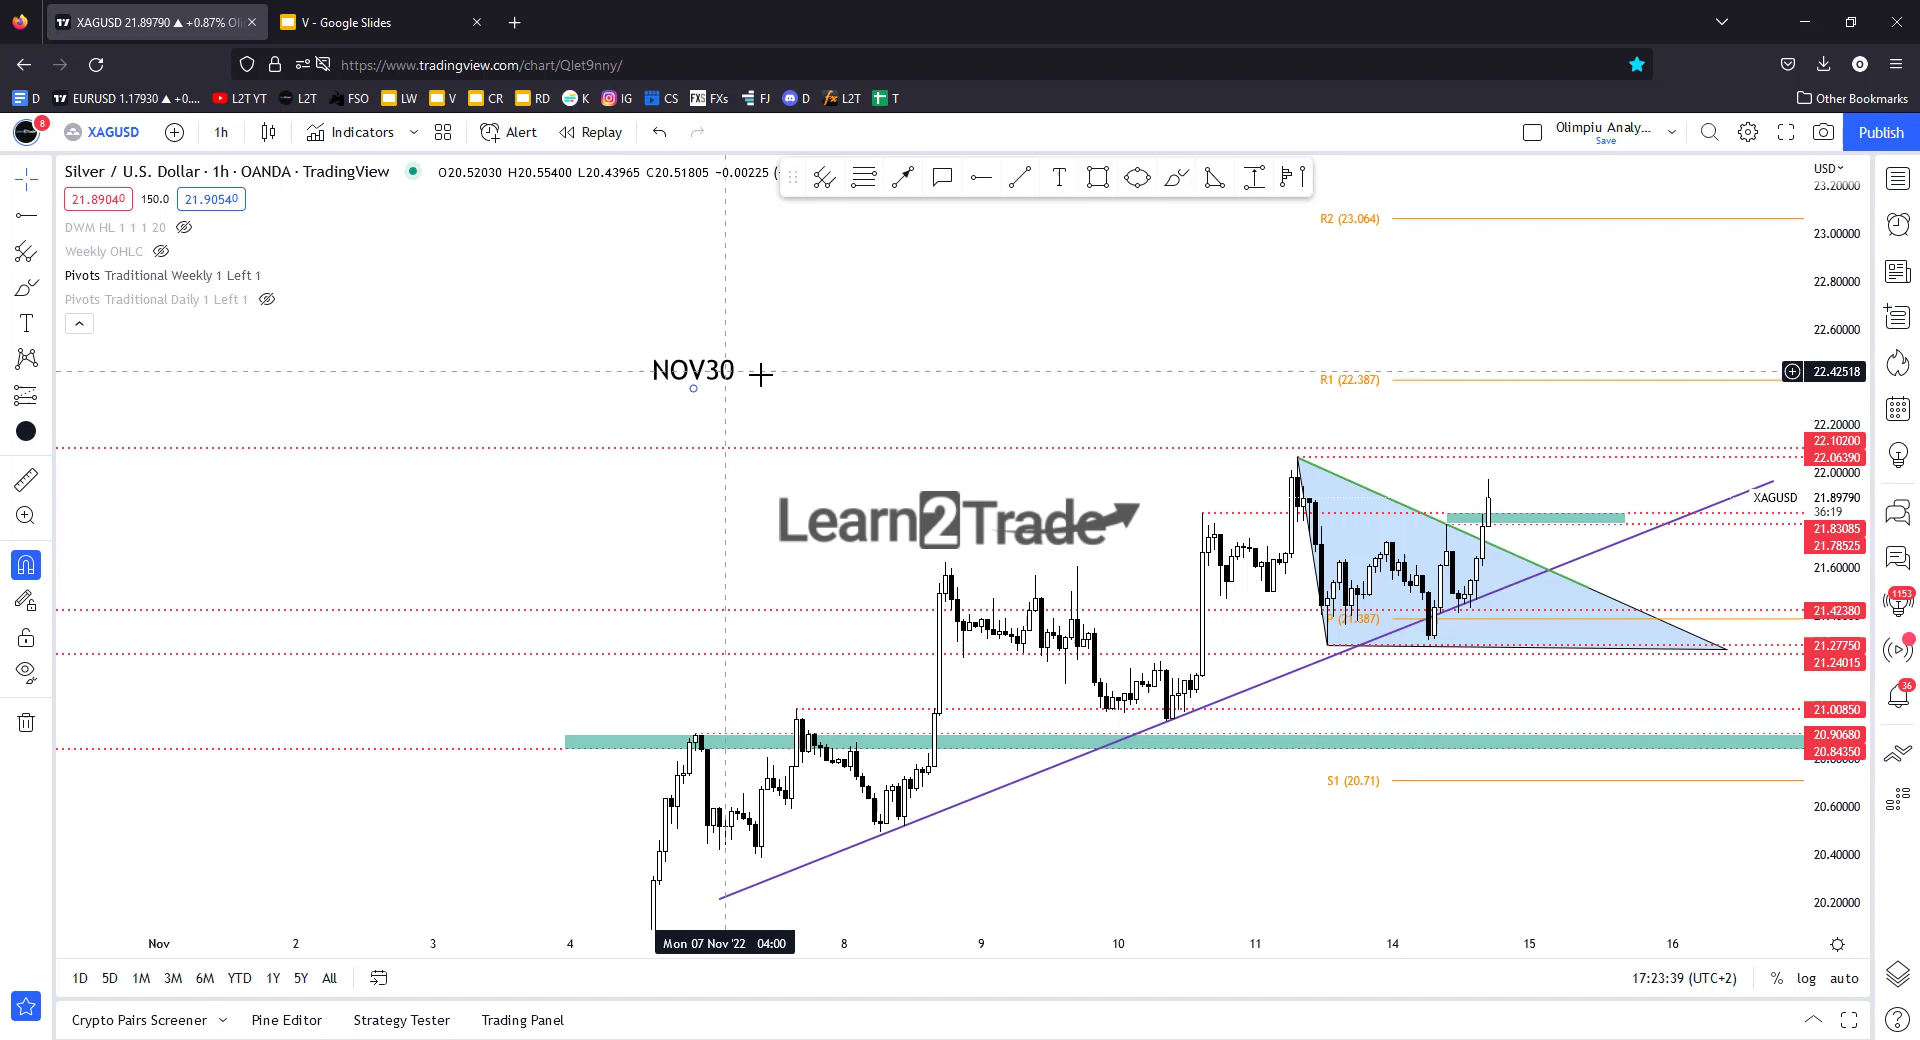 XAGUSD 21.89790 ▲ +0.87% Oli
V - Google Slides
https://www.tradingview.com/chart/Qlet9nny/
D
EURUSD 1.17930 ▲ +0....
L2T YT
L2T
FSO
LW
V
CR
RD
K
IG
CS
FXS FXs
FJ
D
L2T
T
Other Bookmarks
8
XAGUSD
1h
Indicators
Alert
Replay
Olimpiu Analy...
Save
Publish
Silver / U.S. Dollar · 1h · OANDA · TradingView
O20.52030 H20.55400 L20.43965 C20.51805 −0.00225 (
USD
21.89040 150.0 21.90540
DWM HL 1 1 1 20
Weekly OHLC
Pivots Traditional Weekly 1 Left 1
Pivots Traditional Daily 1 Left 1
NOV30
Learn2Trade
R2 (23.064)
R1 (22.387)
(21.387)
S1 (20.71)
23.20000
23.00000
22.80000
22.60000
22.42518
22.20000
22.10200
22.06390
22.00000
XAGUSD 21.89790
36:19
21.83085
21.78525
21.60000
21.42380
21.27750
21.24015
21.00850
20.90680
20.84350
20.60000
20.40000
20.20000
1153
36
Nov 2 3 4 Mon 07 Nov '22 04:00 8 9 10 11 14 15 16
1D 5D 1M 3M 6M YTD 1Y 5Y All
17:23:39 (UTC+2) % log auto
Crypto Pairs Screener Pine Editor Strategy Tester Trading Panel